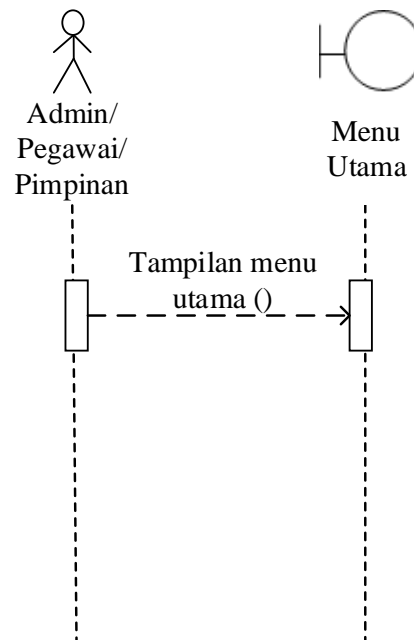 Admin/
Pegawai/
Pimpinan
Menu
Utama
Tampilan menu
utama ()